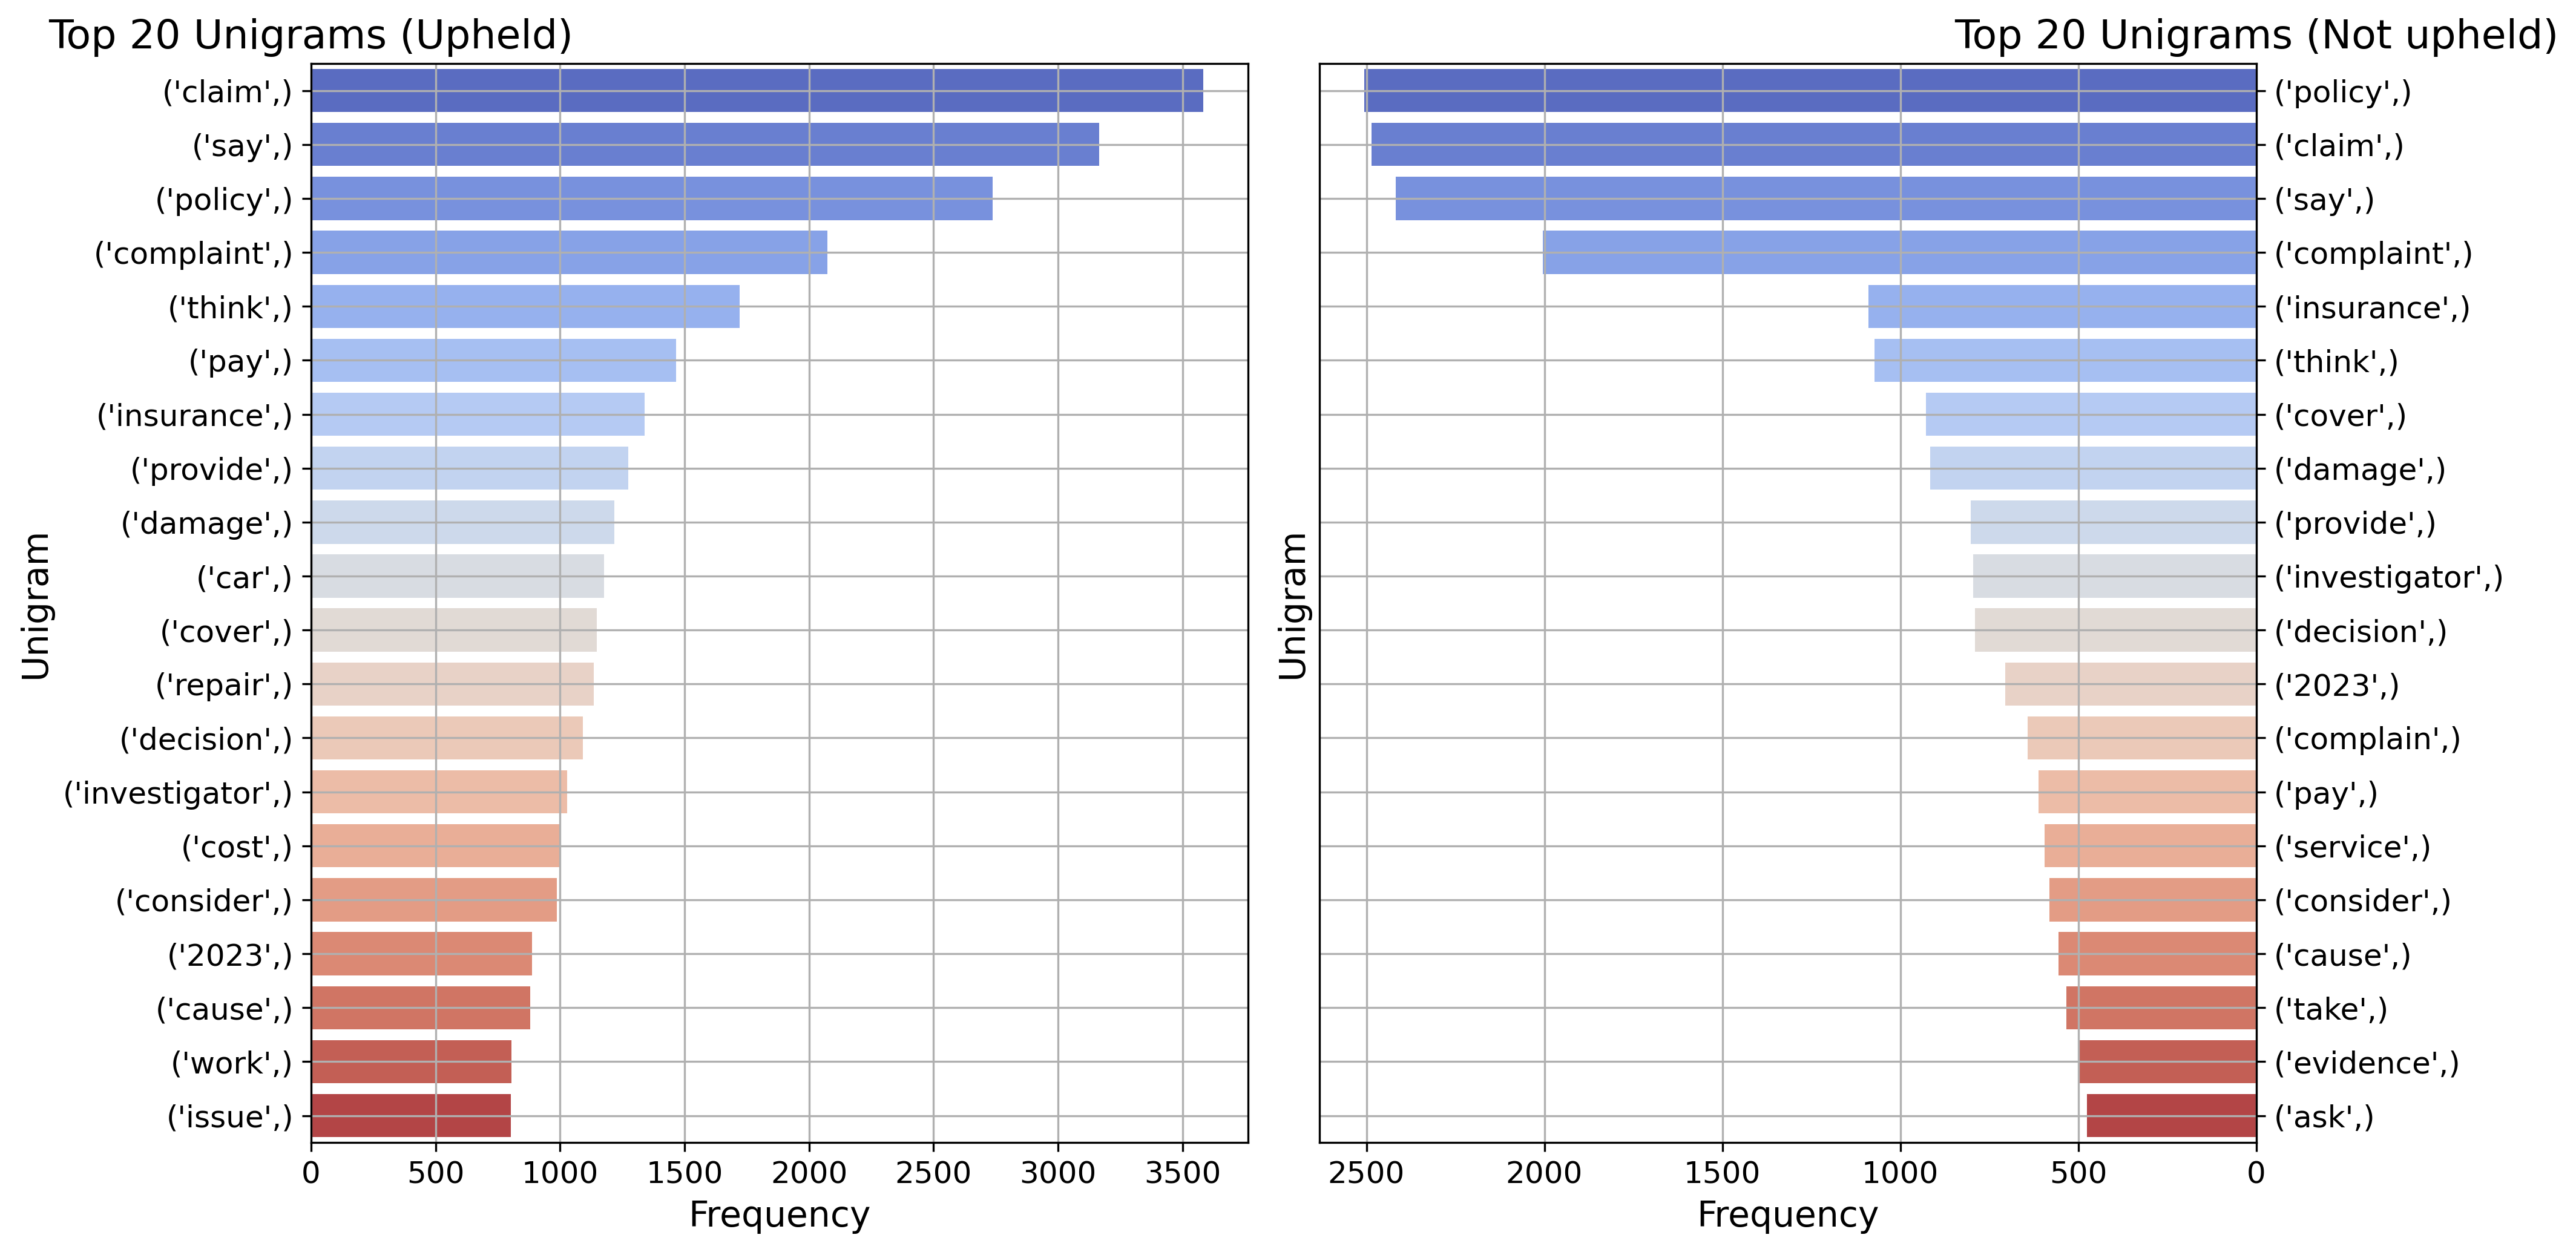 Top 20 Unigrams (Upheld)
Unigram
('claim',)
('say',)
('policy',)
('complaint',)
('think',)
('pay',)
('insurance',)
('provide',)
('damage',)
('car',)
('cover',)
('repair',)
('decision',)
('investigator',)
('cost',)
('consider',)
('2023',)
('cause',)
('work',)
('issue',)
0 500 1000 1500 2000 2500 3000 3500
Frequency
Top 20 Unigrams (Not upheld)
Unigram
('policy',)
('claim',)
('say',)
('complaint',)
('insurance',)
('think',)
('cover',)
('damage',)
('provide',)
('investigator',)
('decision',)
('2023',)
('complain',)
('pay',)
('service',)
('consider',)
('cause',)
('take',)
('evidence',)
('ask',)
2500 2000 1500 1000 500 0
Frequency